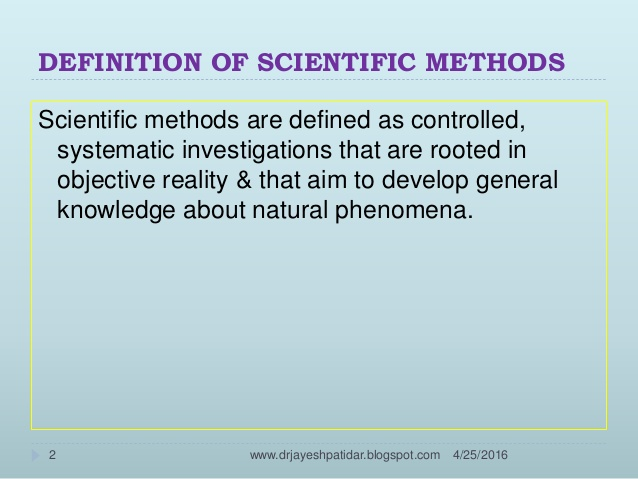 DEFINITION OF SCIENTIFIC METHODS
Scientific methods are defined as controlled,
systematic investigations that are rooted in
objective reality & that aim to develop general
knowledge about natural phenomena.
2 www.drjayeshpatidar.blogspot.com 4/25/2016